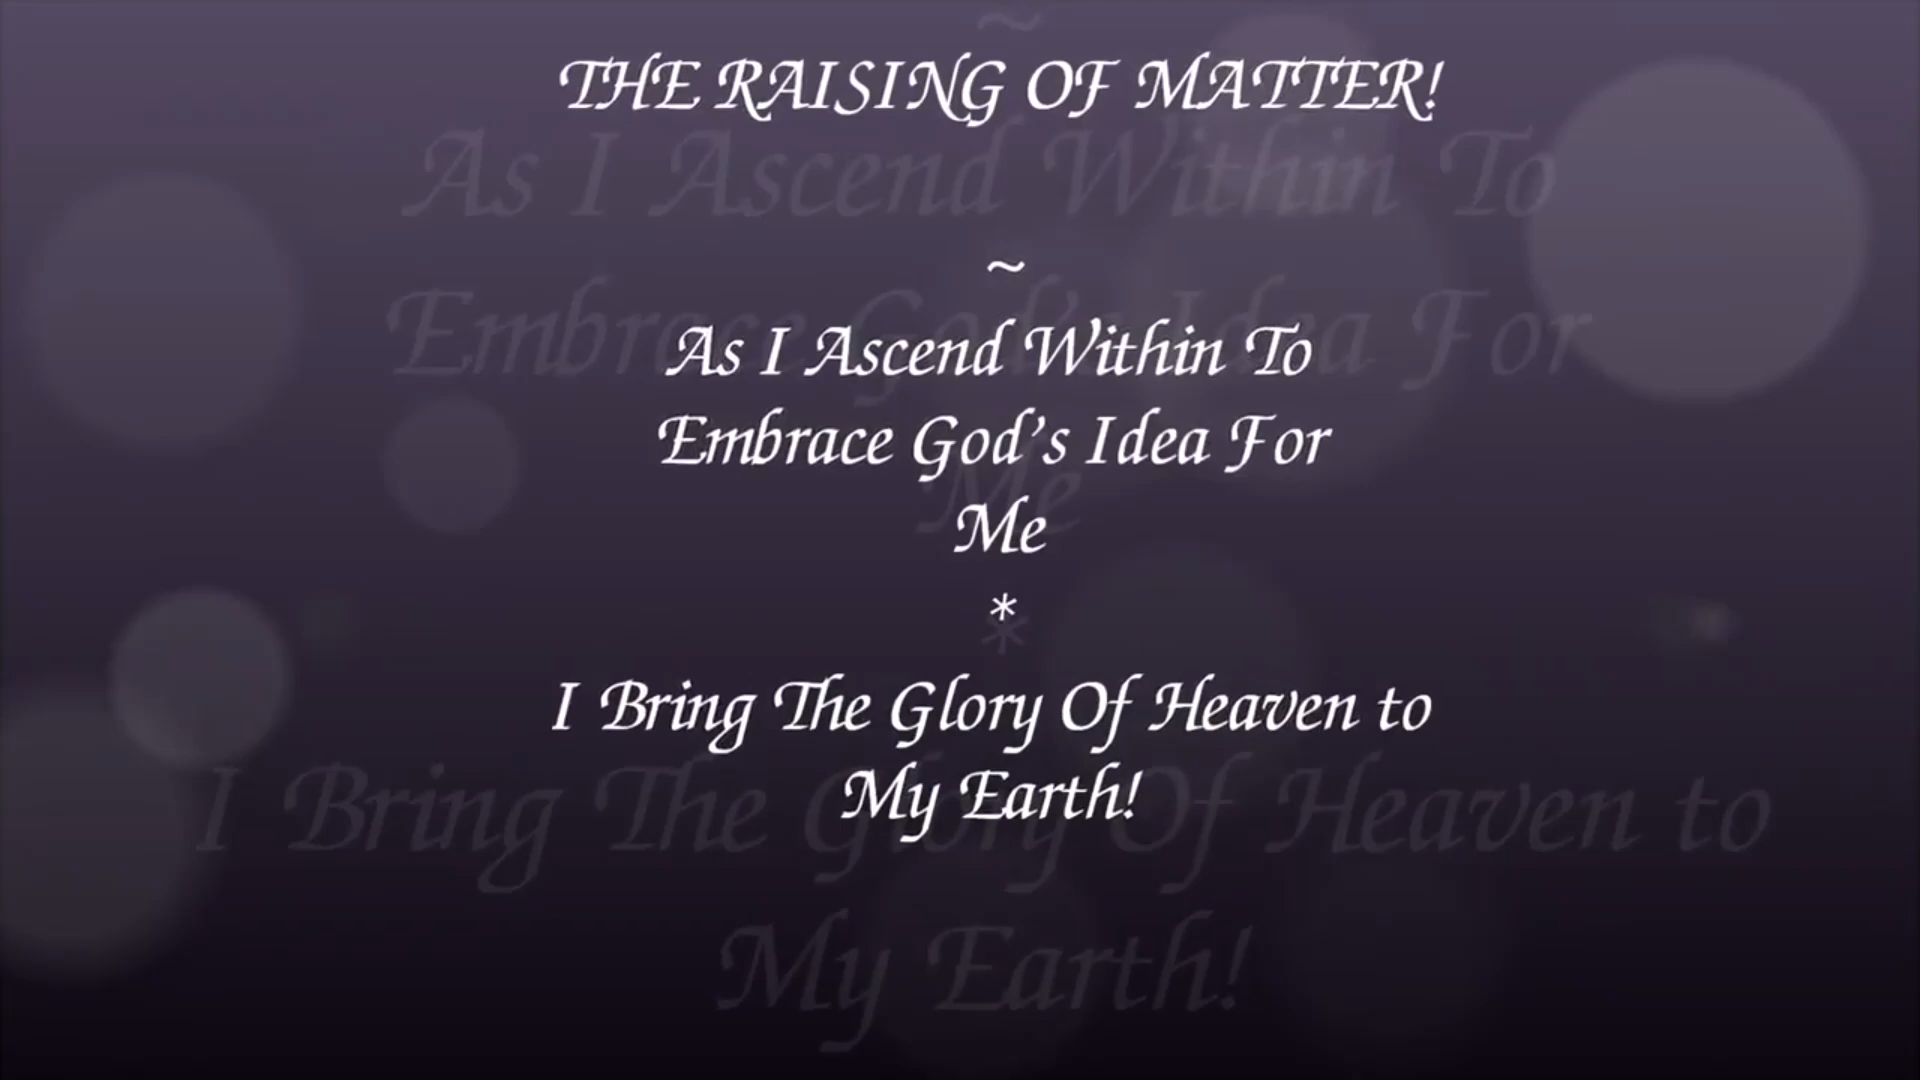 THE RAISING OF MATTER!
~
As I Ascend Within To
Embrace God's Idea For
Me
*
I Bring The Glory Of Heaven to
My Earth!